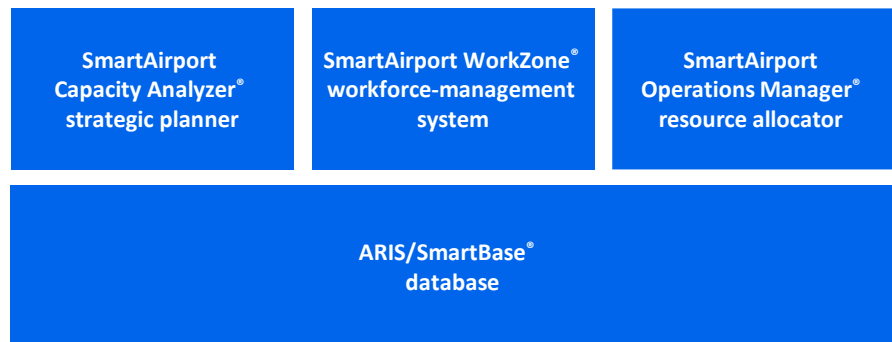 SmartAirport
Capacity Analyzer®
strategic planner
SmartAirport WorkZone®
workforce-management
system
SmartAirport
Operations Manager®
resource allocator
ARIS/SmartBase®
database